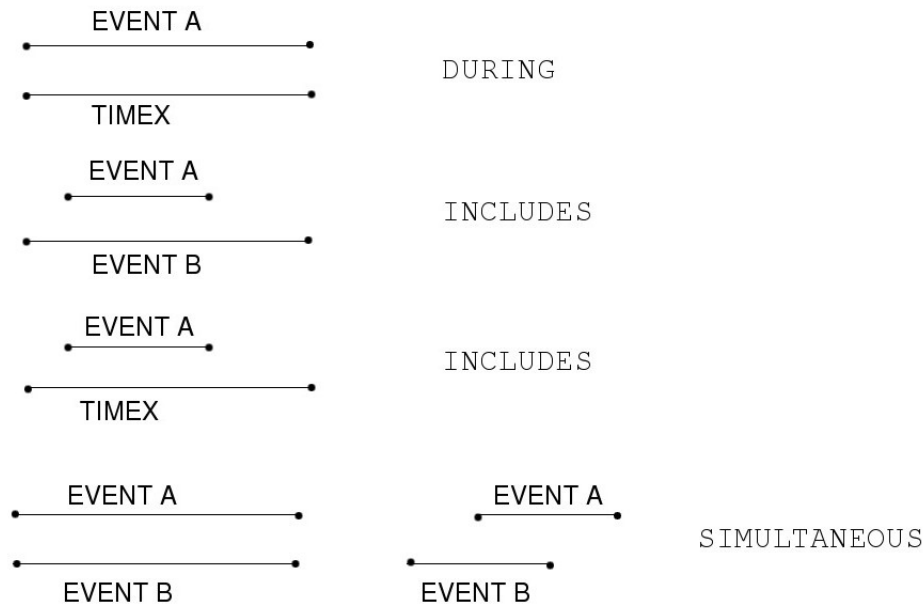 EVENT A
DURING
TIMEX
EVENT A
INCLUDES
EVENT B
EVENT A
INCLUDES
TIMEX
EVENT A
EVENT A
SIMULTANEOUS
EVENT B
EVENT B